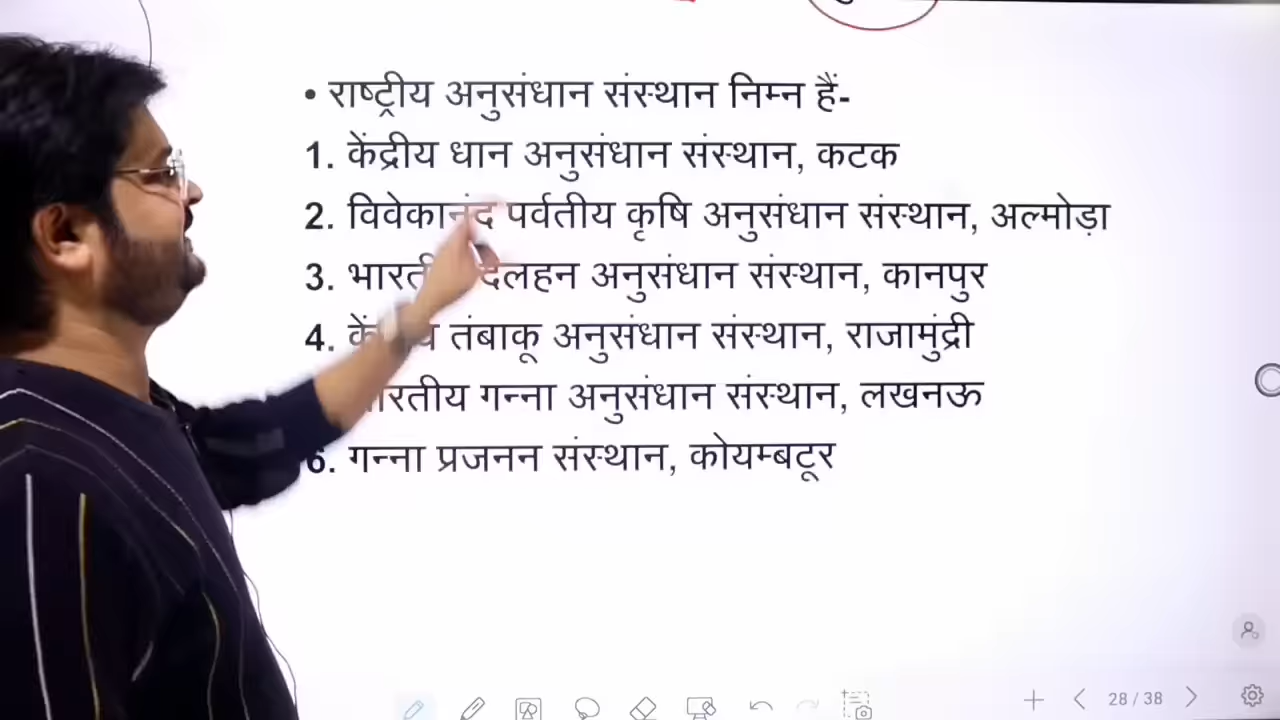 • राष्ट्रीय अनुसंधान संस्थान निम्न हैं-
1. केंद्रीय धान अनुसंधान संस्थान, कटक
2. विवेकानंद पर्वतीय कृषि अनुसंधान संस्थान, अल्मोड़ा
3. दलहन अनुसंधान संस्थान, कानपुर
4. तंबाकू अनुसंधान संस्थान, राजामुंद्री
भारतीय गन्ना अनुसंधान संस्थान, लखनऊ
6. गन्ना प्रजनन संस्थान, कोयम्बटूर
28 / 38